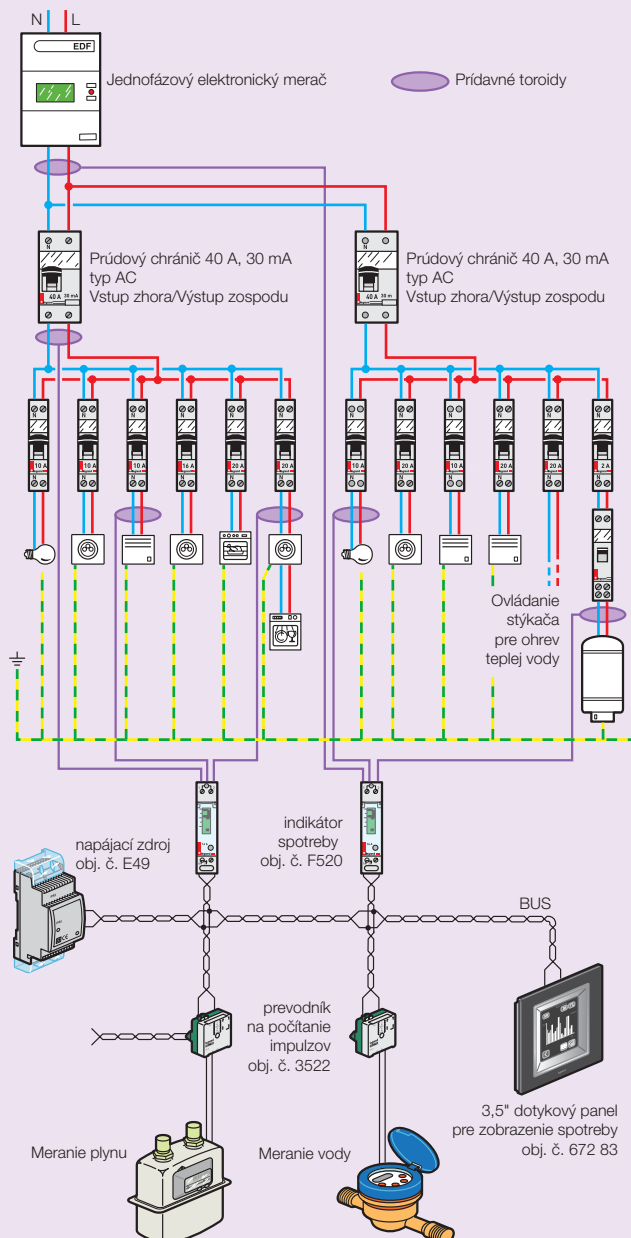 N L
EDF
Jednofázový elektronický merač
Prídavné toroidy
N
N
Prúdový chránič 40 A, 30 mA
typ AC
Vstup zhora/Výstup zospodu
Prúdový chránič 40 A, 30 mA
typ AC
Vstup zhora/Výstup zospodu
40 A 30 mA
40 A 30 m
N N N N N N N N N N N N
10 A 10 A 10 A 16 A 20 A 20 A 10 A 20 A 10 A 20 A 20 A 2 A
Ovládanie
stýkača
pre ohrev
teplej vody
napájací zdroj
obj. č. E49
indikátor
spotreby
obj. č. F520
BUS
prevodník
na počítanie
impulzov
obj. č. 3522
3,5" dotykový panel
pre zobrazenie spotreby
obj. č. 672 83
Meranie plynu
Meranie vody